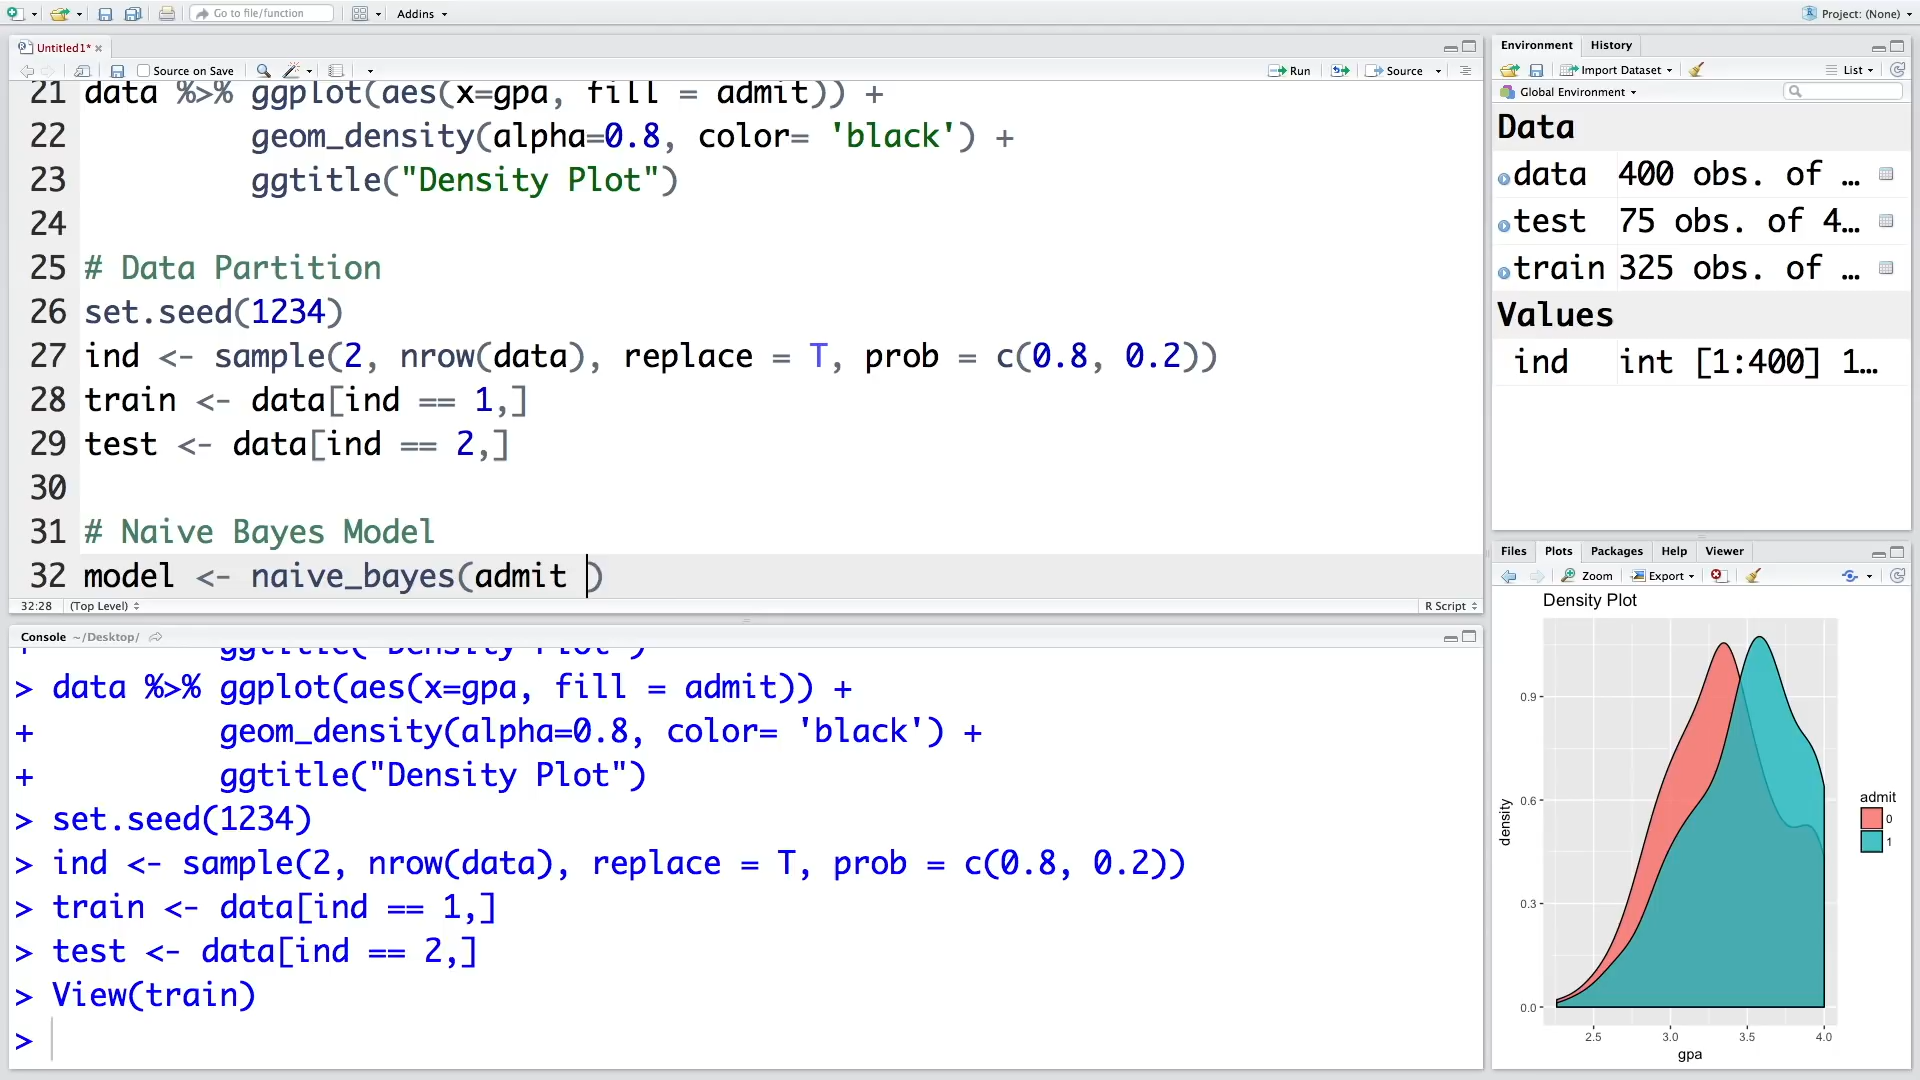 Go to file/function
Addins
Project: (None)
Untitled1*
Source on Save
Run
Source
21 data %>% ggplot(aes(x=gpa, fill = admit)) +
22 geom_density(alpha=0.8, color= 'black') +
23 ggtitle("Density Plot")
24
25 # Data Partition
26 set.seed(1234)
27 ind <- sample(2, nrow(data), replace = T, prob = c(0.8, 0.2))
28 train <- data[ind == 1,]
29 test <- data[ind == 2,]
30
31 # Naive Bayes Model
32 model <- naive_bayes(admit )
32:28 (Top Level)
R Script
Console ~/Desktop/
+ ggtitle("Density Plot")
> data %>% ggplot(aes(x=gpa, fill = admit)) +
+ geom_density(alpha=0.8, color= 'black') +
+ ggtitle("Density Plot")
> set.seed(1234)
> ind <- sample(2, nrow(data), replace = T, prob = c(0.8, 0.2))
> train <- data[ind == 1,]
> test <- data[ind == 2,]
> View(train)
>
Environment History
Import Dataset
List
Global Environment
Data
data 400 obs. of …
test 75 obs. of 4…
train 325 obs. of …
Values
ind int [1:400] 1…
Files Plots Packages Help Viewer
Zoom Export
Density Plot
density
0.9
0.6
0.3
0.0
2.5 3.0 3.5 4.0
gpa
admit
0
1